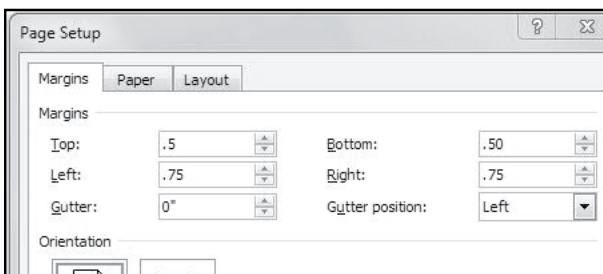 Page Setup
Margins Paper Layout
Margins
Top: .5 Bottom: .50
Left: .75 Right: .75
Gutter: 0" Gutter position: Left
Orientation